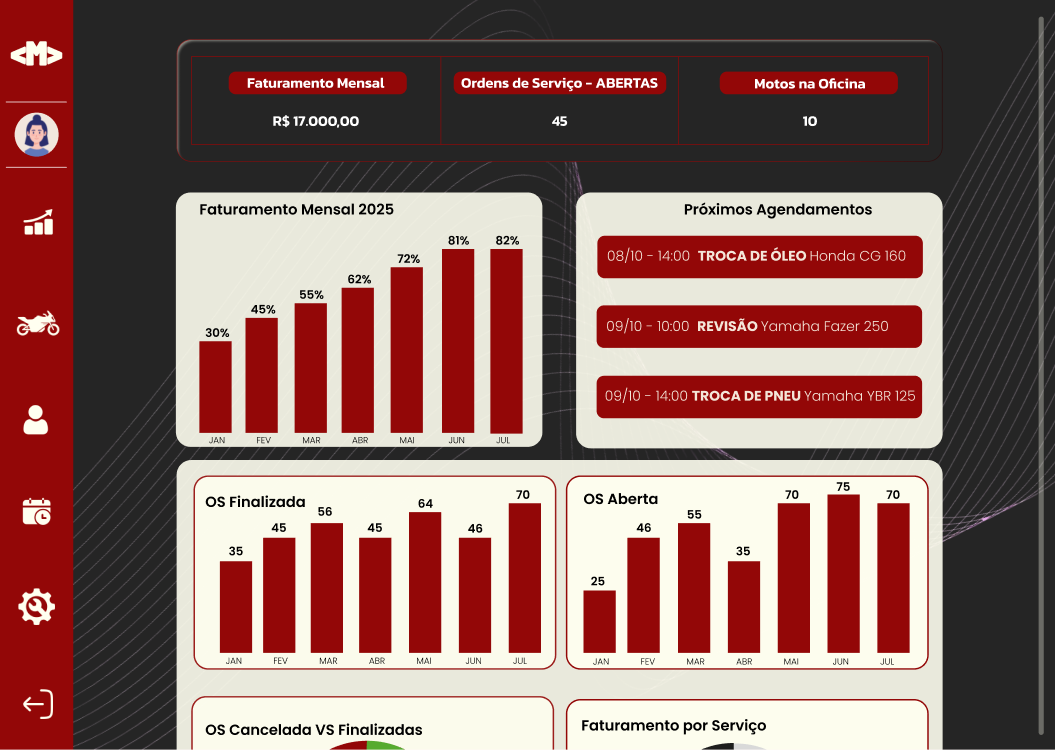 <M>
Faturamento Mensal
Ordens de Serviço - ABERTAS
Motos na Oficina
R$ 17.000,00
45
10
Faturamento Mensal 2025
30%
45%
55%
62%
72%
81%
82%
JAN
FEV
MAR
ABR
MAI
JUN
JUL
Próximos Agendamentos
08/10 - 14:00 TROCA DE ÓLEO Honda CG 160
09/10 - 10:00 REVISÃO Yamaha Fazer 250
09/10 - 14:00 TROCA DE PNEU Yamaha YBR 125
OS Finalizada
35
45
56
45
64
46
70
JAN
FEV
MAR
ABR
MAI
JUN
JUL
OS Aberta
25
46
55
35
70
75
70
JAN
FEV
MAR
ABR
MAI
JUN
JUL
OS Cancelada VS Finalizadas
Faturamento por Serviço